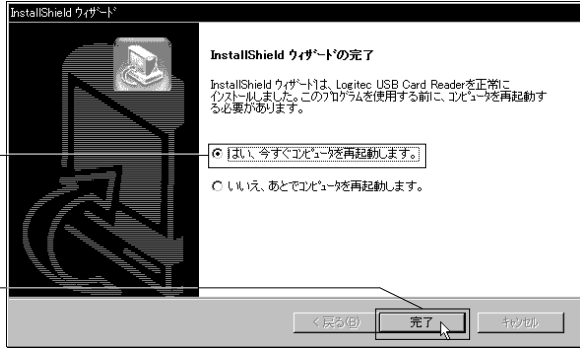 InstallShield ウィザード
InstallShield ウィザードの完了
InstallShield ウィザードは、Logitec USB Card Readerを正常に
インストールしました。このプログラムを使用する前に、コンピュータを再起動す
る必要があります。
はい、今すぐコンピュータを再起動します。
いいえ、あとでコンピュータを再起動します。
< 戻る(B)
完了
キャンセル